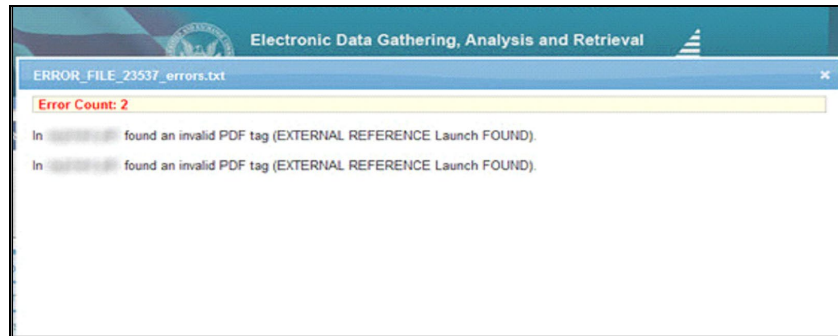 Electronic Data Gathering, Analysis and Retrieval
ERROR_FILE_23537_errors.txt
Error Count: 2
In found an invalid PDF tag (EXTERNAL REFERENCE Launch FOUND).
In found an invalid PDF tag (EXTERNAL REFERENCE Launch FOUND).